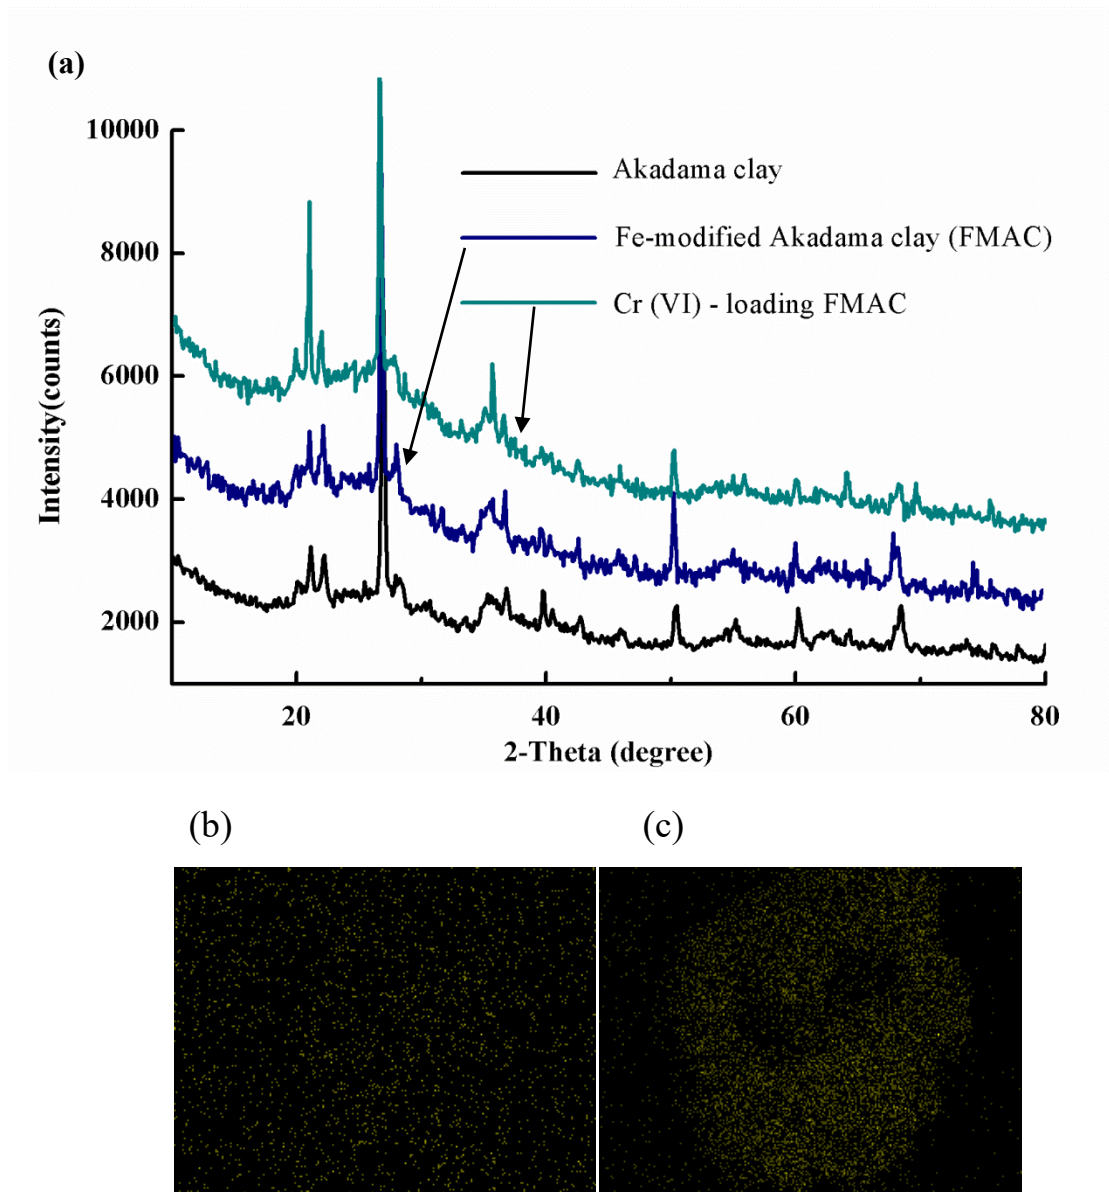 (a)
10000
8000
6000
4000
2000
Intensity(counts)
Akadama clay
Fe-modified Akadama clay (FMAC)
Cr (VI) - loading FMAC
20
40
60
80
2-Theta (degree)
(b)
(c)